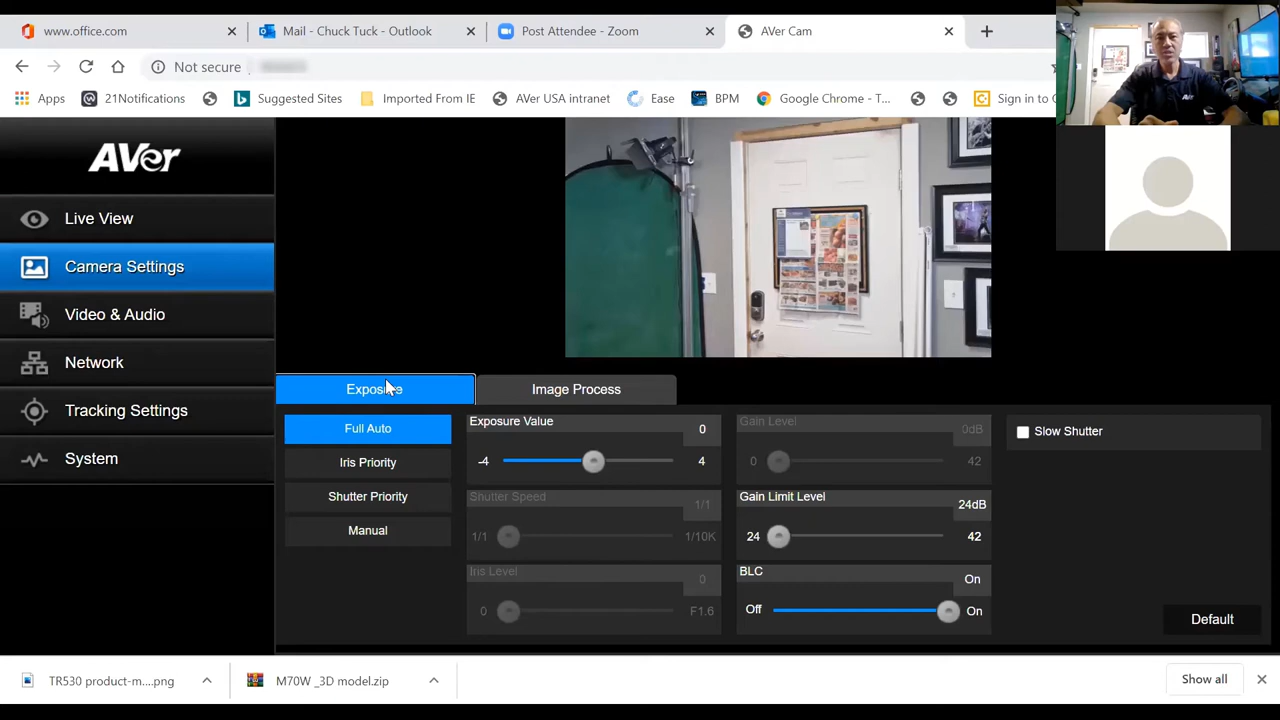 www.office.com
Mail - Chuck Jack - Outlook
Post Attendee - Zoom
AVer Cam
Not secure
Apps
21Notifications
Suggested Sites
Imported From IE
AVer USA intranet
Ease
BPM
Google Chrome - T...
Sign in to C
AVer
Live View
Camera Settings
Video & Audio
Network
Tracking Settings
System
Exposure
Image Process
Full Auto
Iris Priority
Shutter Priority
Manual
Exposure Value
0
-4
4
Shutter Speed
1/1
1/1
1/10K
Iris Level
0
0
F1.6
Gain Level
0dB
0
42
Gain Limit Level
24dB
24
42
BLC
On
Off
On
Slow Shutter
Default
TR530 product-m....png
M70W _3D model.zip
Show all